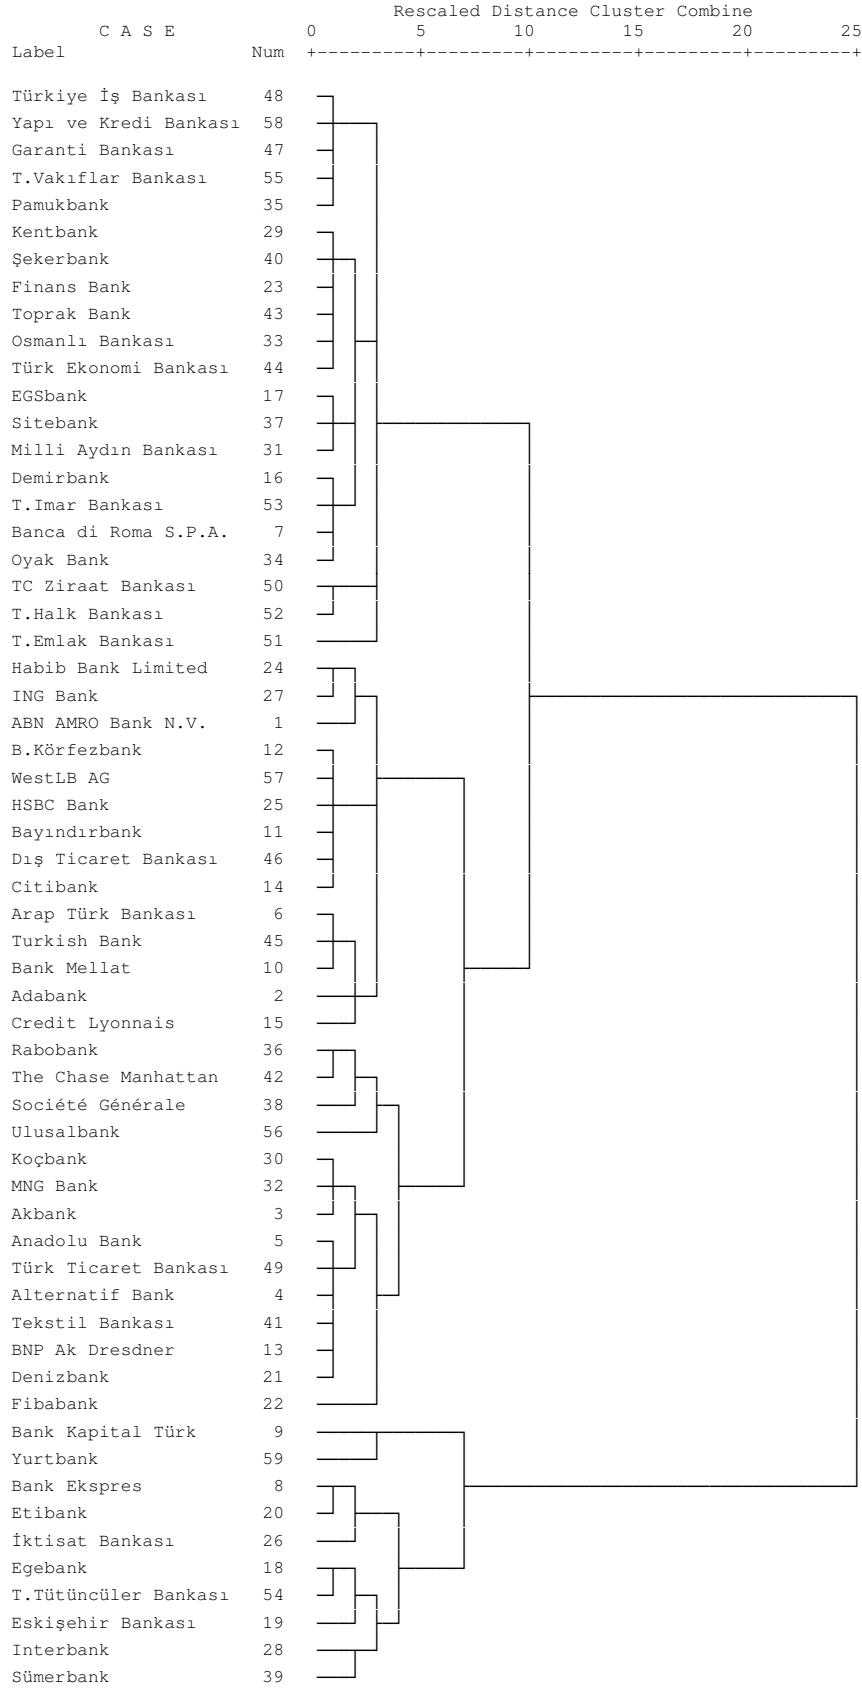 Rescaled Distance Cluster Combine
C A S E 0 5 10 15 20 25
Label Num +---------+---------+---------+---------+---------+
Türkiye İş Bankası 48
Yapı ve Kredi Bankası 58
Garanti Bankası 47
T.Vakıflar Bankası 55
Pamukbank 35
Kentbank 29
Şekerbank 40
Finans Bank 23
Toprak Bank 43
Osmanlı Bankası 33
Türk Ekonomi Bankası 44
EGSbank 17
Sitebank 37
Milli Aydın Bankası 31
Demirbank 16
T.Imar Bankası 53
Banca di Roma S.P.A. 7
Oyak Bank 34
TC Ziraat Bankası 50
T.Halk Bankası 52
T.Emlak Bankası 51
Habib Bank Limited 24
ING Bank 27
ABN AMRO Bank N.V. 1
B.Körfezbank 12
WestLB AG 57
HSBC Bank 25
Bayındırbank 11
Dış Ticaret Bankası 46
Citibank 14
Arap Türk Bankası 6
Turkish Bank 45
Bank Mellat 10
Adabank 2
Credit Lyonnais 15
Rabobank 36
The Chase Manhattan 42
Société Générale 38
Ulusalbank 56
Koçbank 30
MNG Bank 32
Akbank 3
Anadolu Bank 5
Türk Ticaret Bankası 49
Alternatif Bank 4
Tekstil Bankası 41
BNP Ak Dresdner 13
Denizbank 21
Fibabank 22
Bank Kapital Türk 9
Yurtbank 59
Bank Ekspres 8
Etibank 20
İktisat Bankası 26
Egebank 18
T.Tütüncüler Bankası 54
Eskişehir Bankası 19
Interbank 28
Sümerbank 39